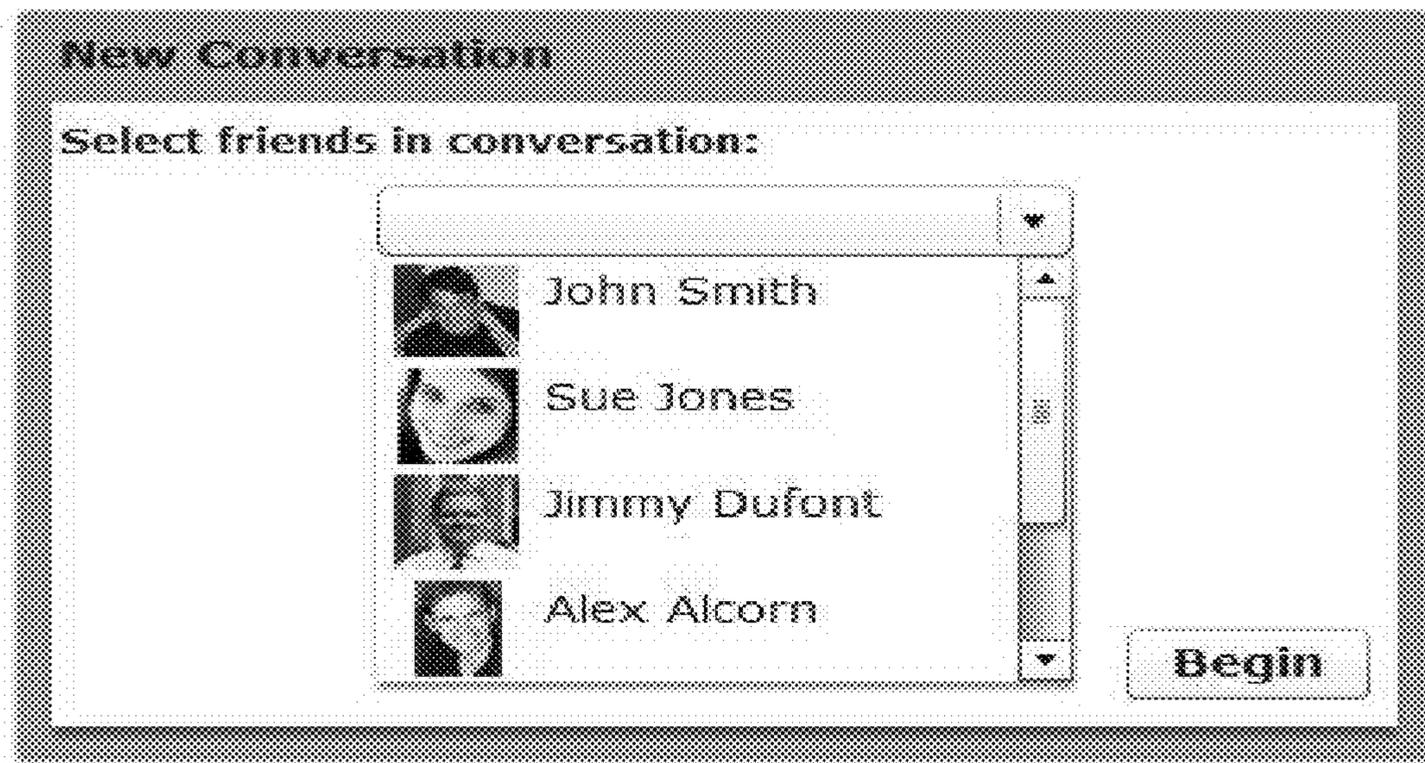 New Conversation
Select friends in conversation:
John Smith
Sue Jones
Jimmy Dufont
Alex Alcorn
Begin